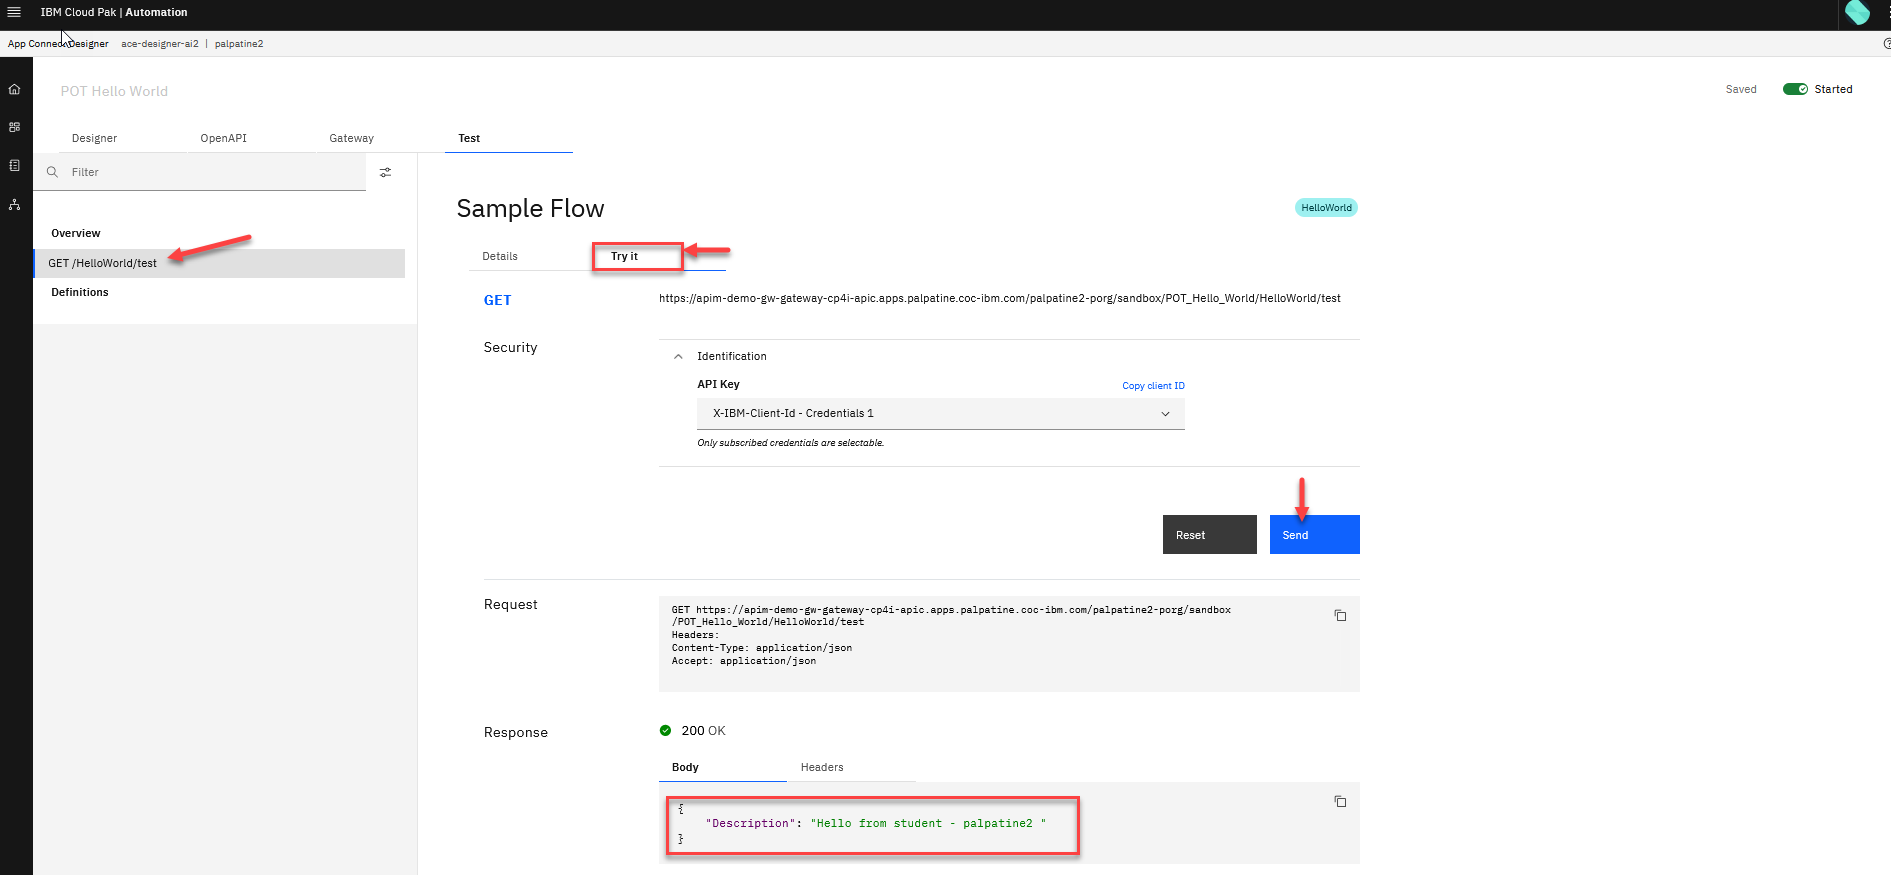 IBM Cloud Pak | Automation
App Connect Designer ace-designer-ai2 | palpatine2
POT Hello World
Saved
Started
Designer
OpenAPI
Gateway
Test
Filter
Overview
GET /HelloWorld/test
Definitions
Sample Flow
HelloWorld
Details
Try it
GET
https://apim-demo-gw-gateway-cp4i-apic.apps.palpatine.coc-ibm.com/palpatine2-porg/sandbox/POT_Hello_World/HelloWorld/test
Security
Identification
API Key
Copy client ID
X-IBM-Client-Id - Credentials 1
Only subscribed credentials are selectable.
Reset
Send
Request
GET https://apim-demo-gw-gateway-cp4i-apic.apps.palpatine.coc-ibm.com/palpatine2-porg/sandbox
/POT_Hello_World/HelloWorld/test
Headers:
Content-Type: application/json
Accept: application/json
Response
200 OK
Body
Headers
{
"Description": "Hello from student - palpatine2 "
}